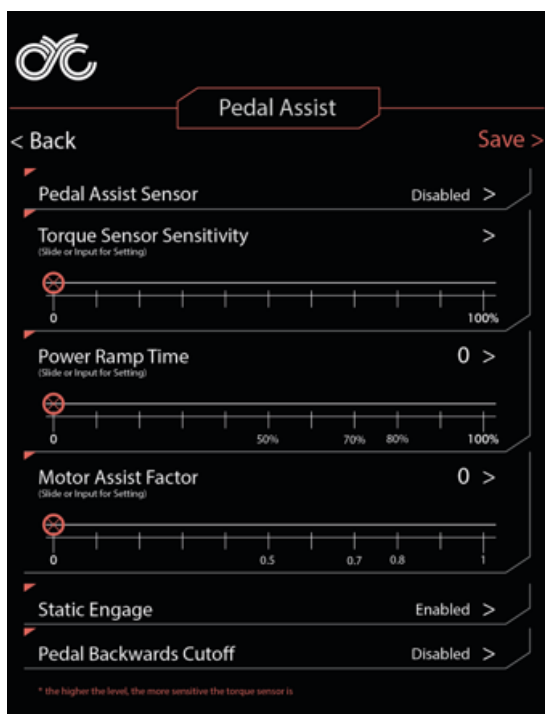 CYC
Pedal Assist
< Back
Save >
Pedal Assist Sensor Disabled >
Torque Sensor Sensitivity >
(Slide or Input for Setting)
0 100%
Power Ramp Time 0 >
(Slide or Input for Setting)
0 50% 70% 80% 100%
Motor Assist Factor 0 >
(Slide or Input for Setting)
0 0.5 0.7 0.8 1
Static Engage Enabled >
Pedal Backwards Cutoff Disabled >
* the higher the level, the more sensitive the torque sensor is